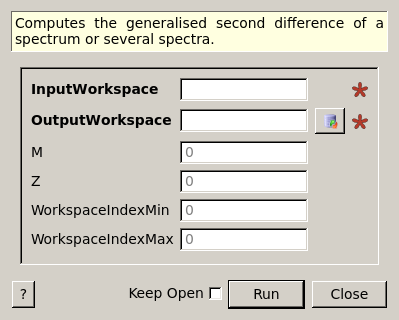 Computes the generalised second difference of a
spectrum or several spectra.
InputWorkspace
OutputWorkspace
M 0
Z 0
WorkspaceIndexMin 0
WorkspaceIndexMax 0
? Keep Open Run Close